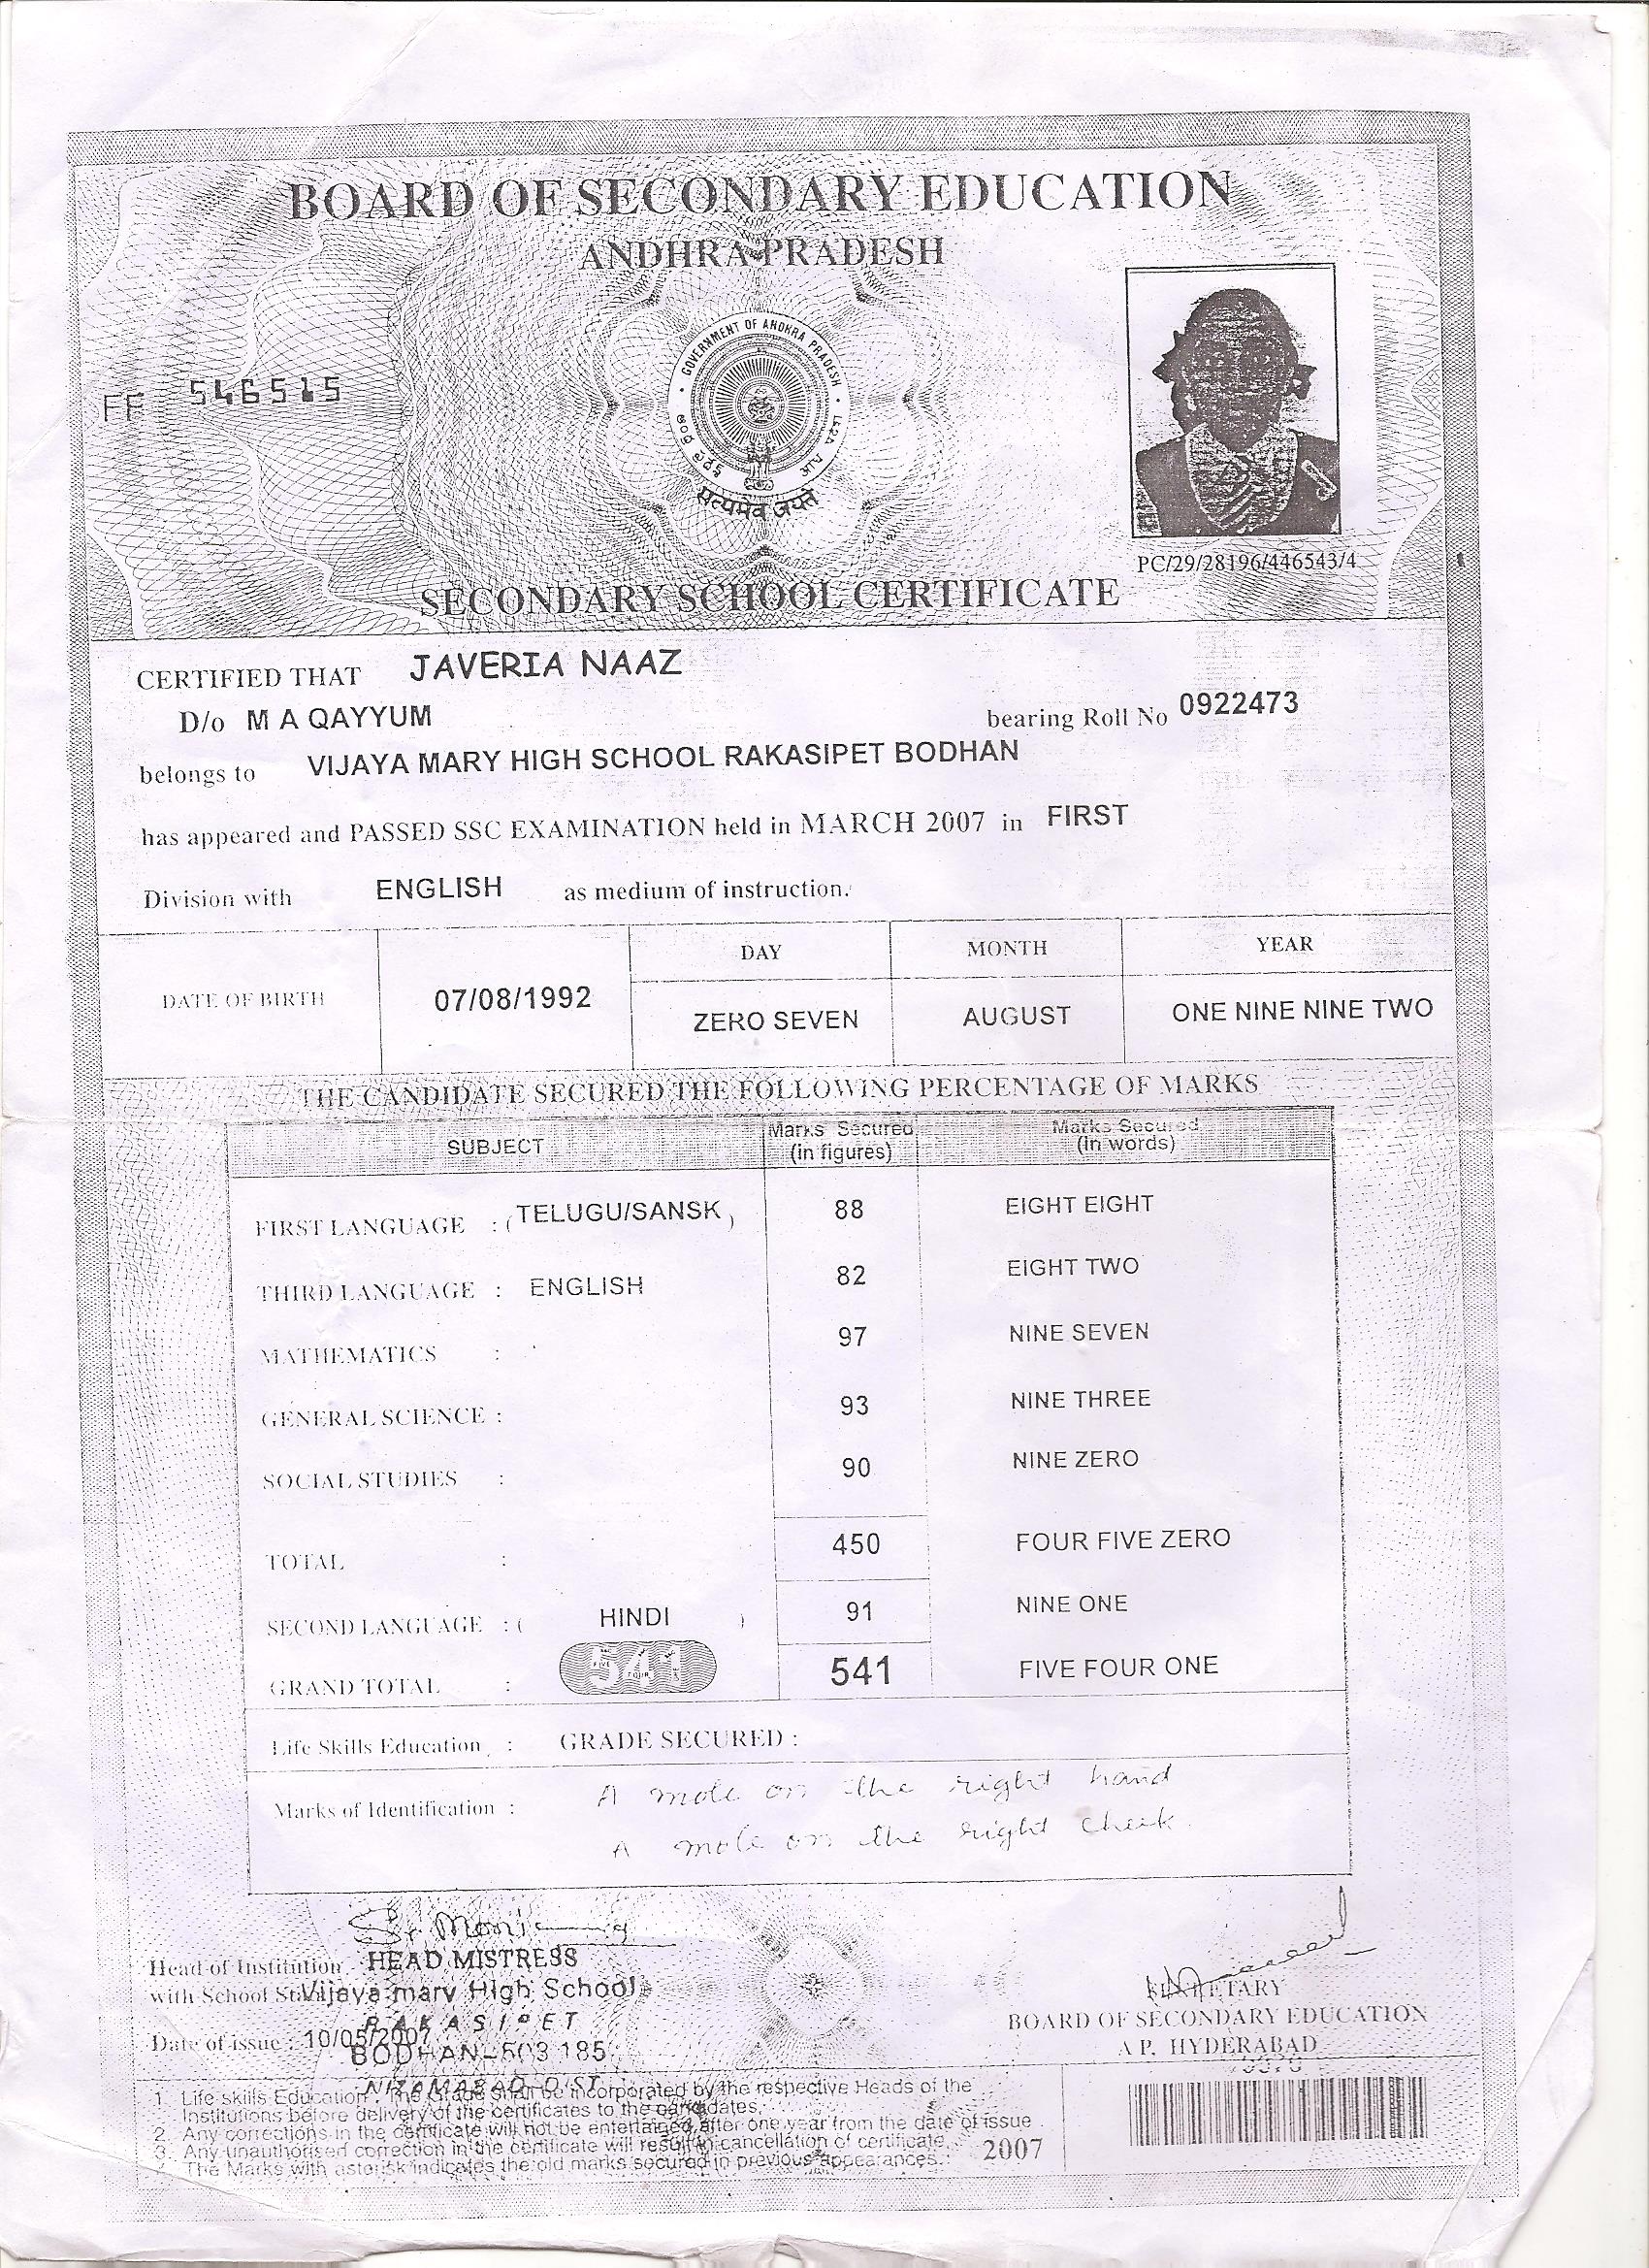 BOARD OF SECONDARY EDUCATION
ANDHRA PRADESH
GOVERNMENT OF ANDHRA PRADESH
सत्यमेव जयते
FF 546515
PC/29/28196/446543/4
SECONDARY SCHOOL CERTIFICATE
CERTIFIED THAT JAVERIA NAAZ
D/o M A QAYYUM bearing Roll No 0922473
belongs to VIJAYA MARY HIGH SCHOOL RAKASIPET BODHAN
has appeared and PASSED SSC EXAMINATION held in MARCH 2007 in FIRST
Division with ENGLISH as medium of instruction.
DAY MONTH YEAR
DATE OF BIRTH 07/08/1992 ZERO SEVEN AUGUST ONE NINE NINE TWO
THE CANDIDATE SECURED THE FOLLOWING PERCENTAGE OF MARKS
SUBJECT Marks Secured (in figures) Marks Secured (in words)
FIRST LANGUAGE : ( TELUGU/SANSK ) 88 EIGHT EIGHT
THIRD LANGUAGE : ENGLISH 82 EIGHT TWO
MATHEMATICS : 97 NINE SEVEN
GENERAL SCIENCE : 93 NINE THREE
SOCIAL STUDIES : 90 NINE ZERO
TOTAL : 450 FOUR FIVE ZERO
SECOND LANGUAGE : ( HINDI ) 91 NINE ONE
GRAND TOTAL : 541 541 FIVE FOUR ONE
Life Skills Education : GRADE SECURED :
Marks of Identification : A mole on the right hand
A mole on the right cheek.
Head of Institution HEAD MISTRESS
with School Vijaya mary High School
RAKASIPET
Date of issue : 10/05/2007
BODHAN-503 185
NIZAMABAD DIST
SECRETARY
BOARD OF SECONDARY EDUCATION
A P. HYDERABAD
1. Life skills Education : The Grade shall be incorporated by the respective Heads of the
Institutions before delivery of the certificates to the candidates.
2. Any corrections in the certificate will not be entertained after one year from the date of issue
3. Any unauthorised correction in the certificate will result in cancellation of certificate.
The Marks with asterisk indicates the old marks secured in previous appearances.
2007